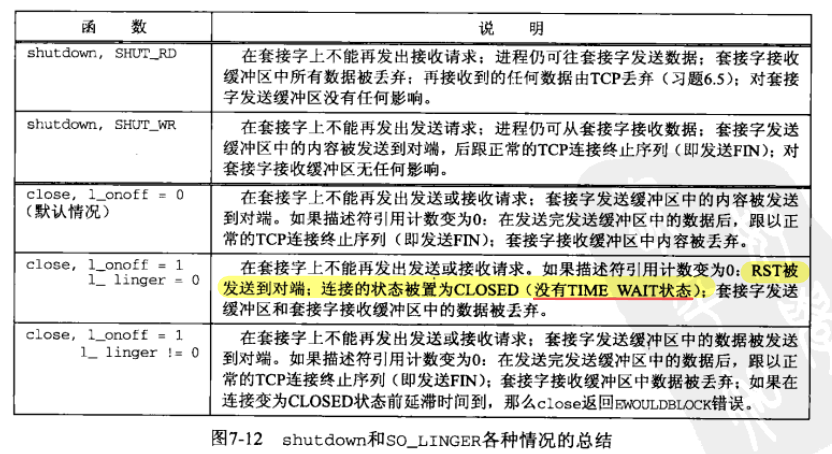 函 数 说 明
shutdown, SHUT_RD 在套接字上不能再发出接收请求；进程仍可往套接字发送数据；套接字接收
缓冲区中所有数据被丢弃；再接收到的任何数据由TCP丢弃（习题6.5）；对套接
字发送缓冲区没有任何影响。
shutdown, SHUT_WR 在套接字上不能再发出发送请求；进程仍可从套接字接收数据；套接字发送
缓冲区中的内容被发送到对端，后跟正常的TCP连接终止序列（即发送FIN）；对
套接字接收缓冲区无任何影响。
close, l_onoff = 0 在套接字上不能再发出发送或接收请求；套接字发送缓冲区中的内容被发送
（默认情况） 到对端。如果描述符引用计数变为0：在发送完发送缓冲区中的数据后，跟以正
常的TCP连接终止序列（即发送FIN）；套接字接收缓冲区中内容被丢弃。
close, l_onoff = 1 在套接字上不能再发出发送或接收请求。如果描述符引用计数变为0：RST被
l_ linger = 0 发送到对端；连接的状态被置为CLOSED（没有TIME_WAIT状态）；套接字发送
缓冲区和套接字接收缓冲区中的数据被丢弃。
close, l_onoff = 1 在套接字上不能再发出发送或接收请求；套接字发送缓冲区中的数据被发送
l_ linger != 0 到对端。如果描述符引用计数变为0：在发送完发送缓冲区中的数据后，跟以正
常的TCP连接终止序列（即发送FIN）；套接字接收缓冲区中数据被丢弃；如果在
连接变为CLOSED状态前延滞时间到，那么close返回EWOULDBLOCK错误。
图7-12 shutdown和SO_LINGER各种情况的总结